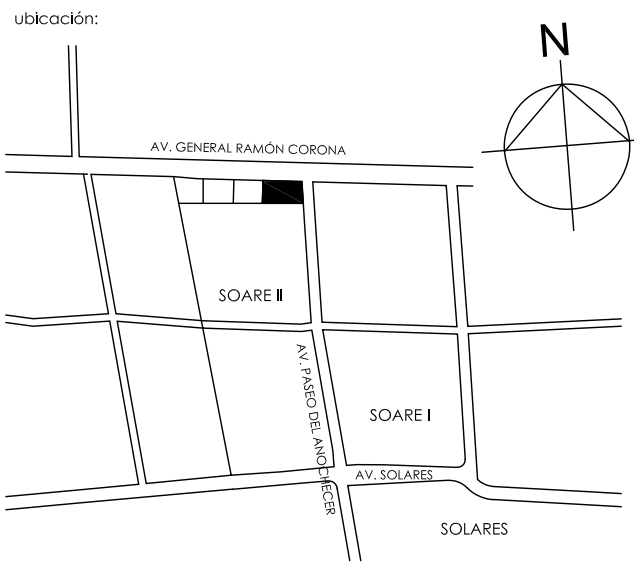 ubicación:
N
AV. GENERAL RAMÓN CORONA
SOARE II
AV. PASEO DEL ANOCHECER
SOARE I
AV. SOLARES
SOLARES